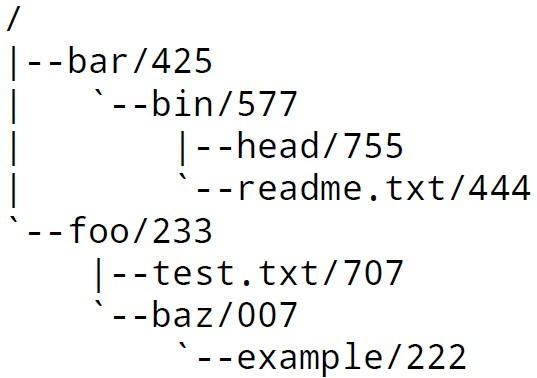 /
|--bar/425
|   `--bin/577
|       |--head/755
|       `--readme.txt/444
`--foo/233
    |--test.txt/707
    `--baz/007
        `--example/222